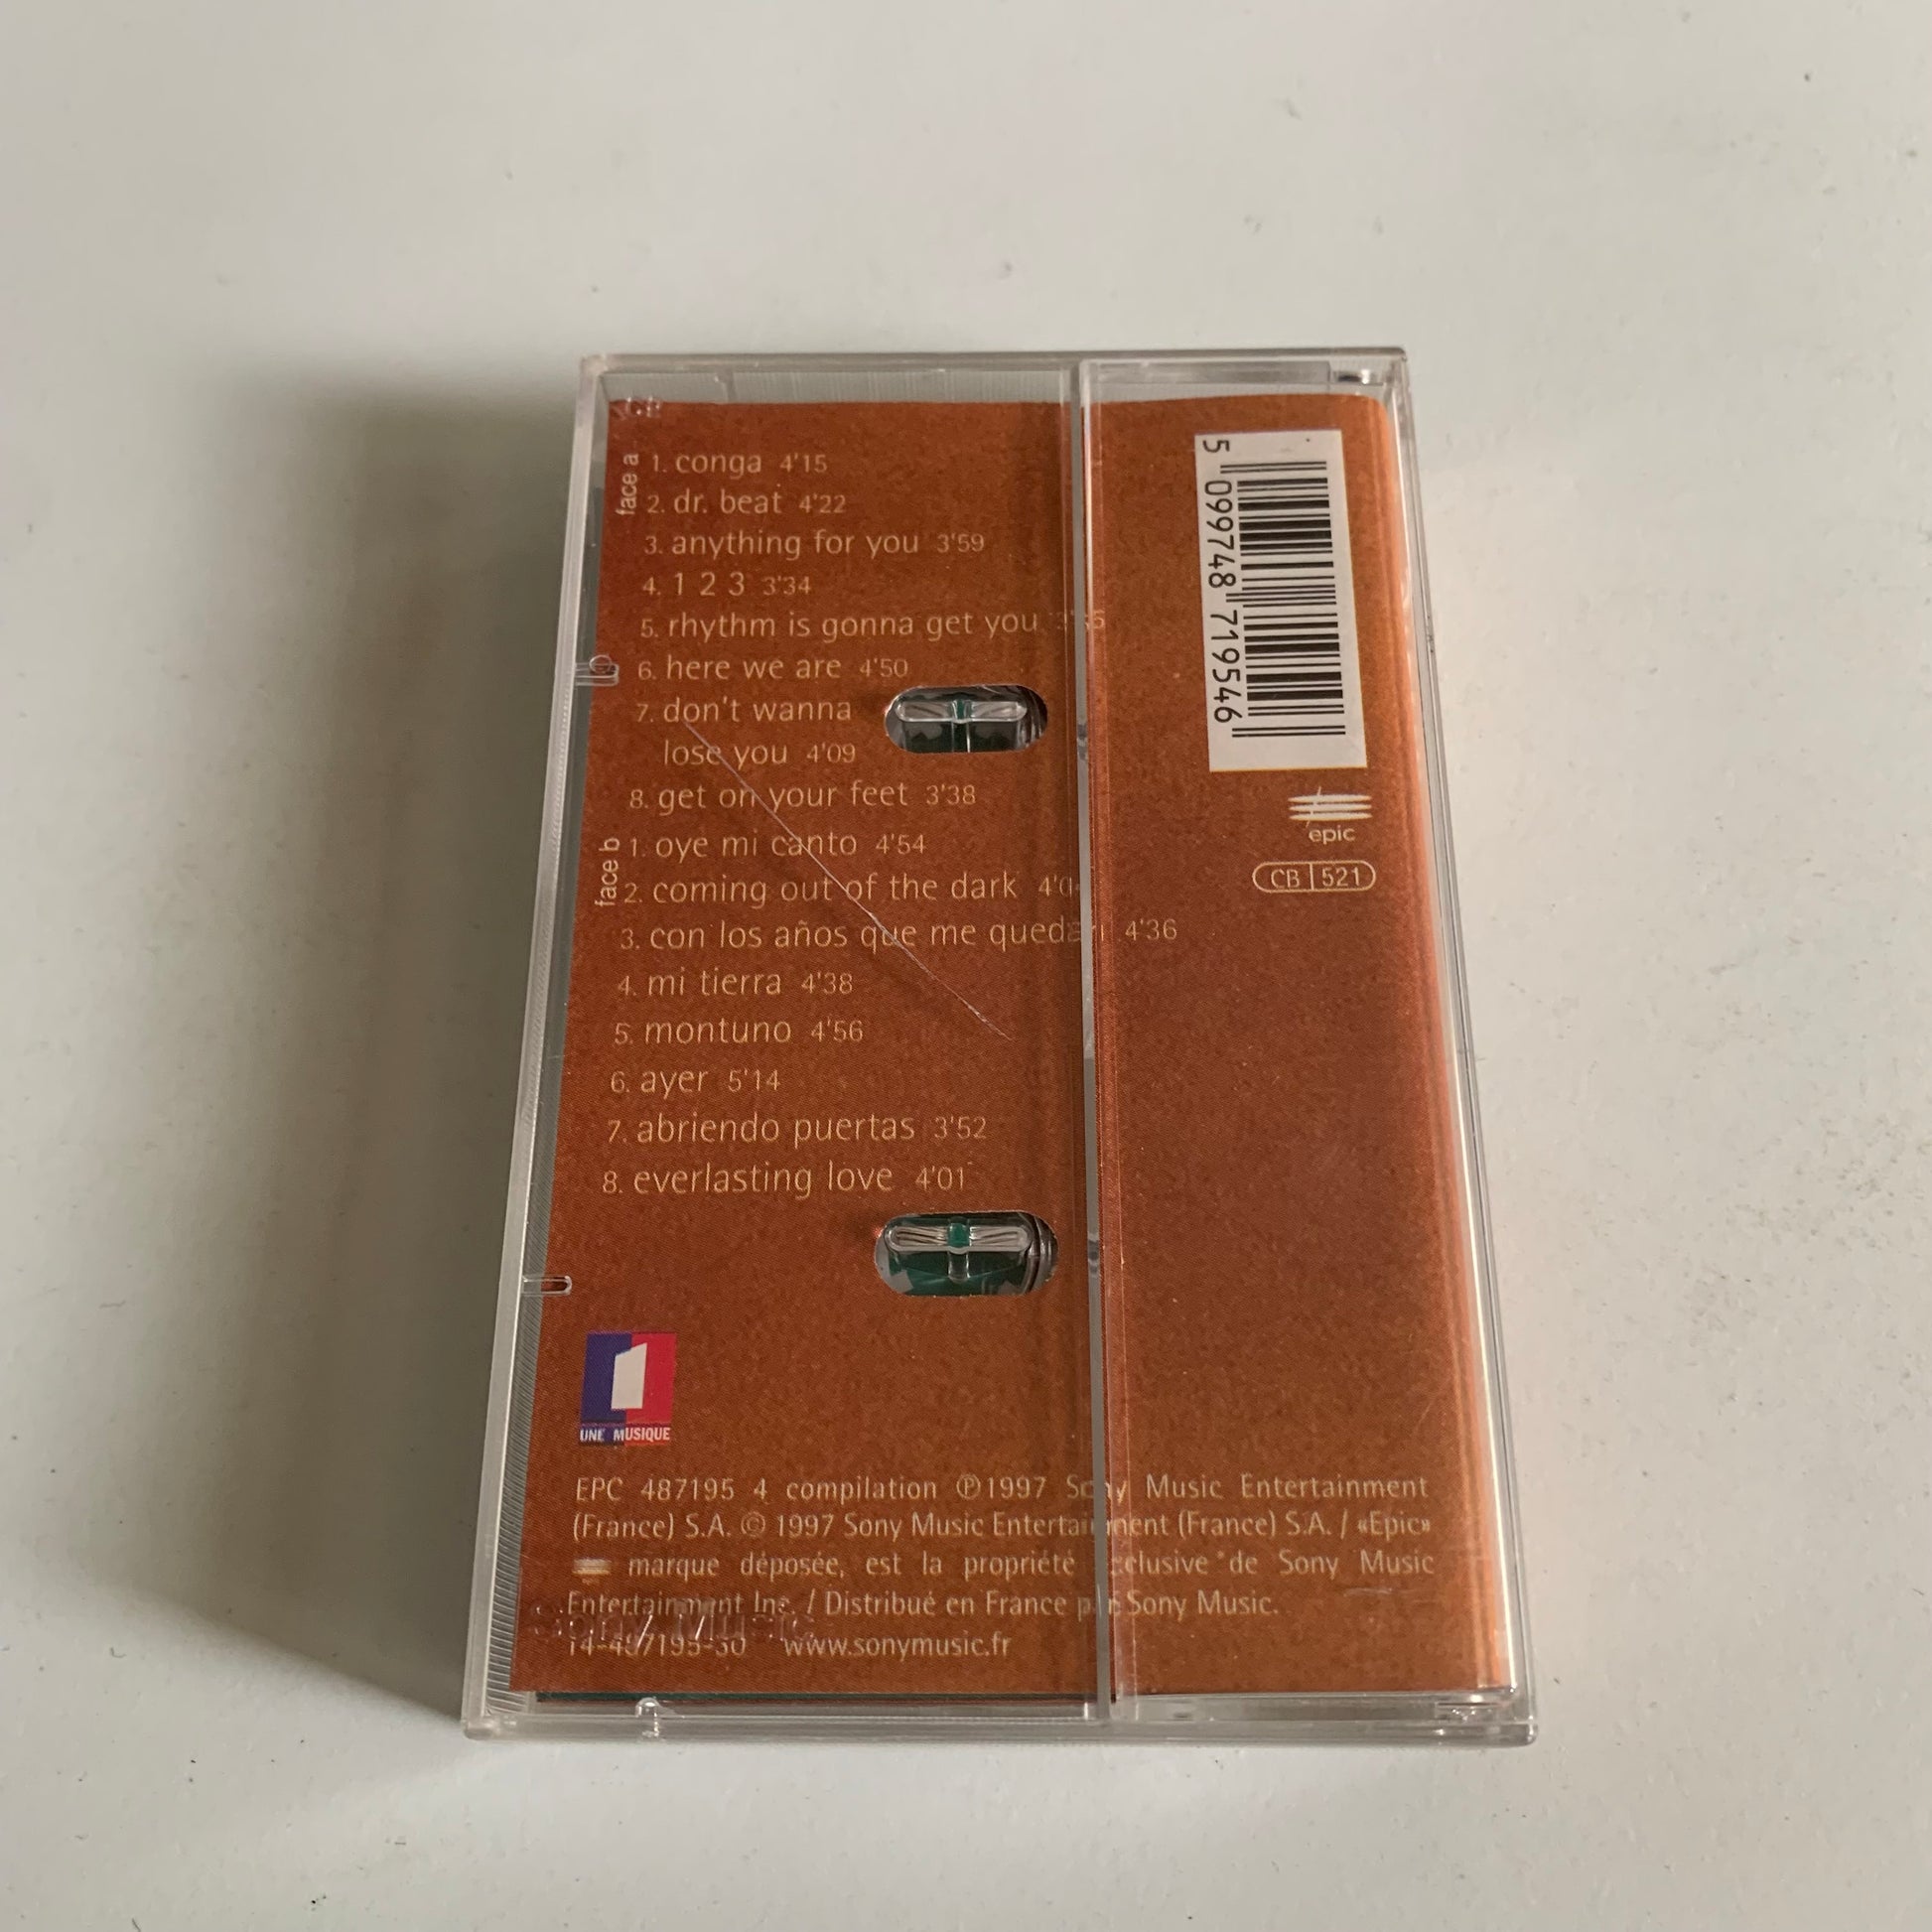 face a
1. conga 4'15
2. dr. beat 4'22
3. anything for you 3'59
4. 1 2 3 3'34
5. rhythm is gonna get you
6. here we are 4'50
7. don't wanna
lose you 4'09
8. get on your feet 3'38
face b
1. oye mi canto 4'54
2. coming out of the dark
3. con los años que me quedan 4'36
4. mi tierra 4'38
5. montuno 4'56
6. ayer 5'14
7. abriendo puertas 3'52
8. everlasting love 4'01
5 099748 719546
epic
CB 521
1
UNE MUSIQUE
EPC 487195 4 compilation ℗1997 Sony Music Entertainment
(France) S.A. © 1997 Sony Music Entertainment (France) S.A. / «Epic»
marque déposée, est la propriété exclusive de Sony Music
Entertainment Inc. / Distribué en France par Sony Music.
14-487195-50 www.sonymusic.fr
Sony Music